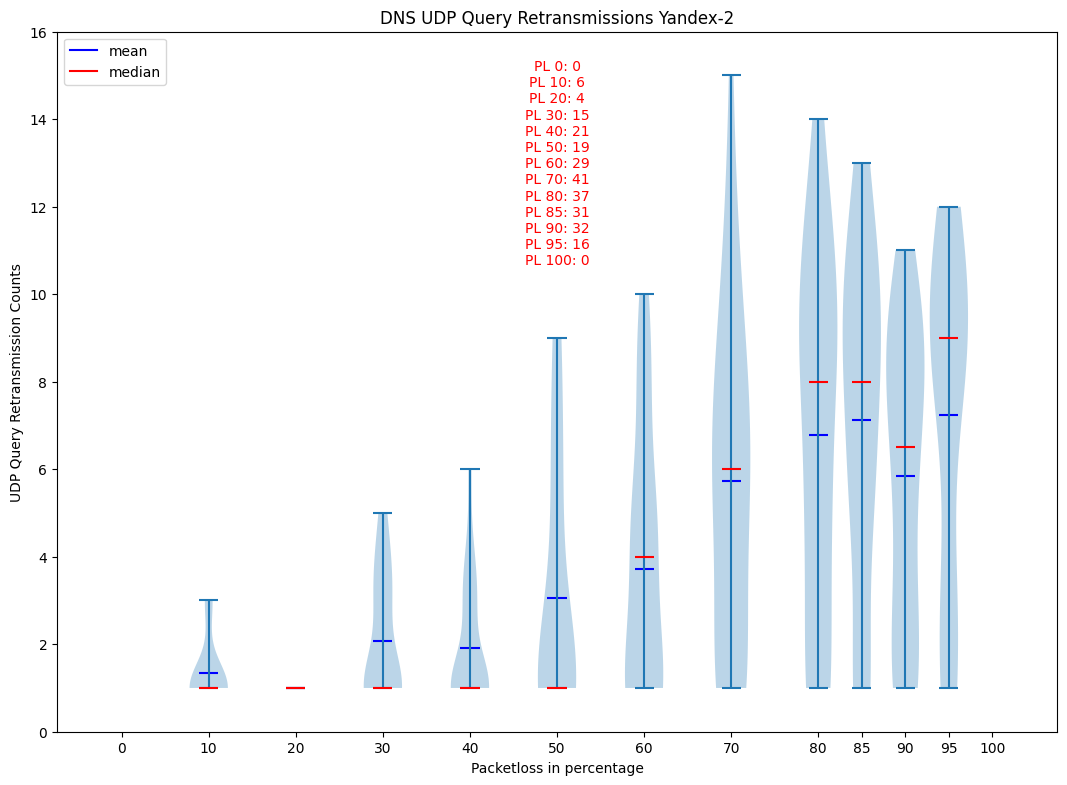 DNS UDP Query Retransmissions Yandex-2
mean
median
PL 0: 0
PL 10: 6
PL 20: 4
PL 30: 15
PL 40: 21
PL 50: 19
PL 60: 29
PL 70: 41
PL 80: 37
PL 85: 31
PL 90: 32
PL 95: 16
PL 100: 0
UDP Query Retransmission Counts
16
14
12
10
8
6
4
2
0
0 10 20 30 40 50 60 70 80 85 90 95 100
Packetloss in percentage